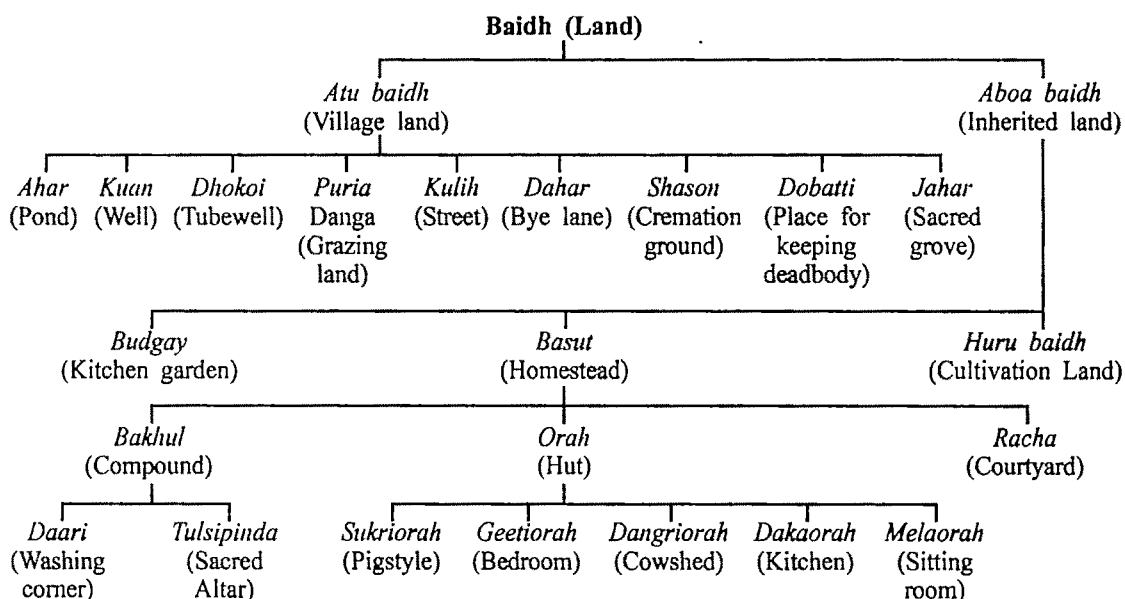 Baidh (Land)
Atu baidh
(Village land)
Aboa baidh
(Inherited land)
Ahar
(Pond)
Kuan
(Well)
Dhokoi
(Tubewell)
Puria
Danga
(Grazing
land)
Kulih
(Street)
Dahar
(Bye lane)
Shason
(Cremation
ground)
Dobatti
(Place for
keeping
deadbody)
Jahar
(Sacred
grove)
Budgay
(Kitchen garden)
Basut
(Homestead)
Huru baidh
(Cultivation Land)
Bakhul
(Compound)
Orah
(Hut)
Racha
(Courtyard)
Daari
(Washing
corner)
Tulsipinda
(Sacred
Altar)
Sukriorah
(Pigstyle)
Geetiorah
(Bedroom)
Dangriorah
(Cowshed)
Dakaorah
(Kitchen)
Melaorah
(Sitting
room)